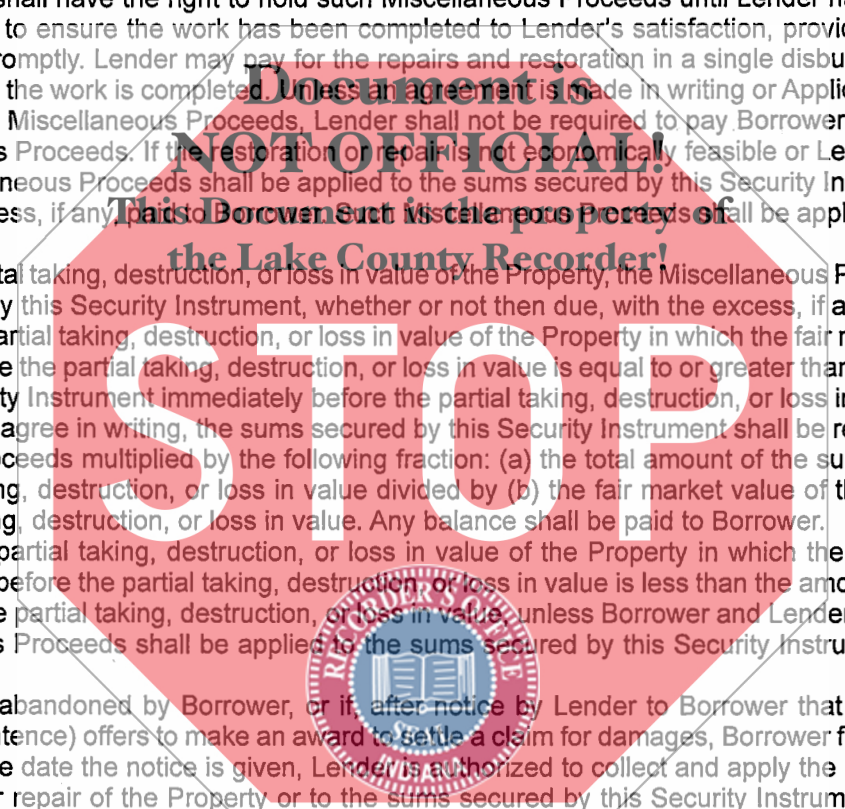 shall have the right to hold such Miscellaneous Proceeds until Lender
to ensure the work has been completed to Lender's satisfaction, provi
omptly. Lender may pay for the repairs and restoration in a single disbu
Document is
the work is completed. Unless an agreement is made in writing or Appli
Miscellaneous Proceeds, Lender shall not be required to pay Borrower
NOT OFFICIAL!
s Proceeds. If the restoration or repair is not economically feasible or Le
neous Proceeds shall be applied to the sums secured by this Security In
This Document is the property of
ess, if any, paid to Borrower. Such Miscellaneous Proceeds shall be appl
the Lake County Recorder!
tal taking, destruction, or loss in value of the Property, the Miscellaneous P
y this Security Instrument, whether or not then due, with the excess, if a
artial taking, destruction, or loss in value of the Property in which the fair
e the partial taking, destruction, or loss in value is equal to or greater than
STOP
ty Instrument immediately before the partial taking, destruction, or loss in
agree in writing, the sums secured by this Security Instrument shall be re
ceeds multiplied by the following fraction: (a) the total amount of the su
ng, destruction, or loss in value divided by (b) the fair market value of t
g, destruction, or loss in value. Any balance shall be paid to Borrower.
partial taking, destruction, or loss in value of the Property in which the
before the partial taking, destruction, or loss in value is less than the amo
e partial taking, destruction, or loss in value, unless Borrower and Lender
s Proceeds shall be applied to the sums secured by this Security Instru
RECORDER'S OFFICE
SEAL
INDIANA
abandoned by Borrower, or if, after notice by Lender to Borrower that
tence) offers to make an award to settle a claim for damages, Borrower f
e date the notice is given, Lender is authorized to collect and apply the
r repair of the Property or to the sums secured by this Security Instrum